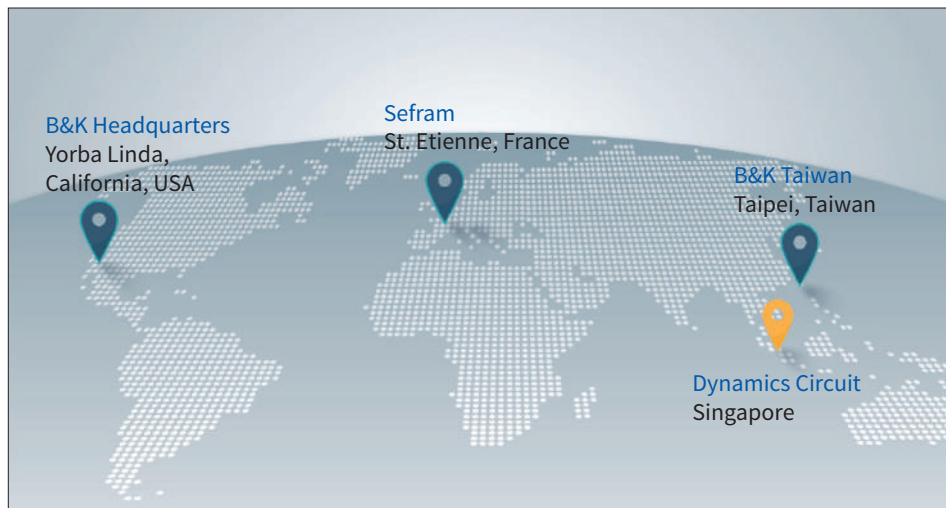 B&K Headquarters
Yorba Linda,
California, USA
Sefram
St. Etienne, France
B&K Taiwan
Taipei, Taiwan
Dynamics Circuit
Singapore